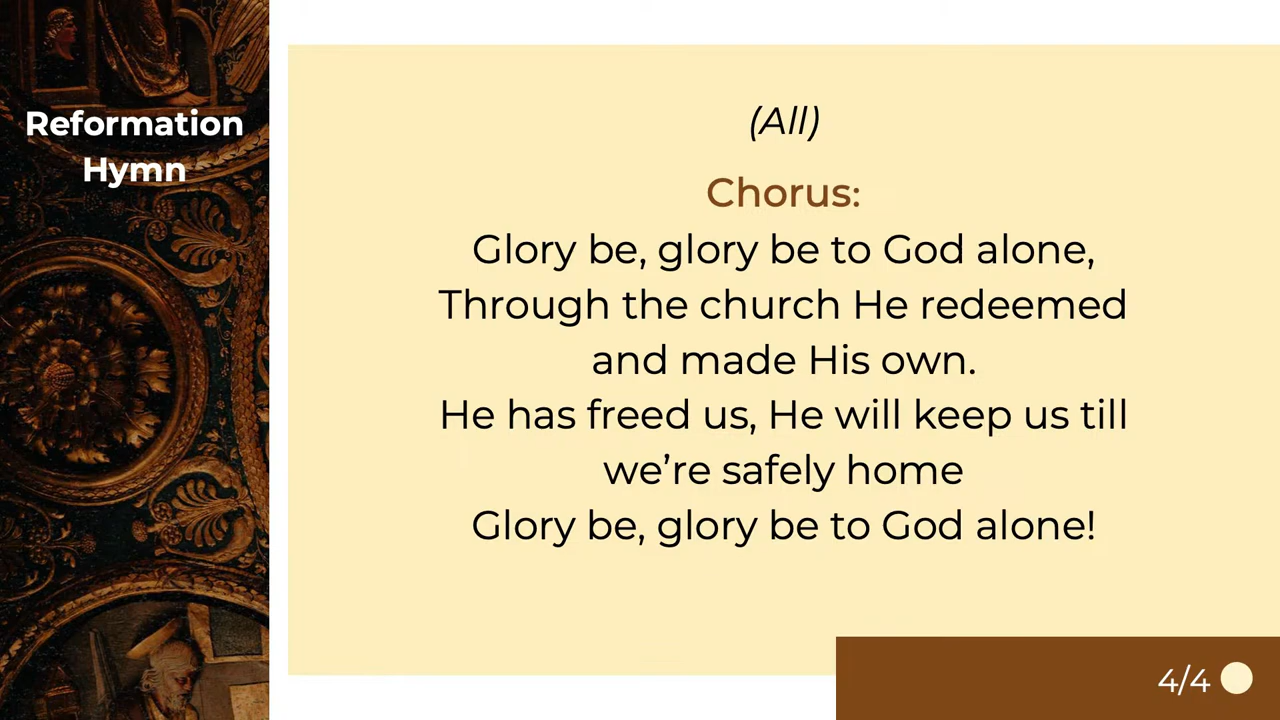 Reformation
Hymn
(All)
Chorus:
Glory be, glory be to God alone,
Through the church He redeemed
and made His own.
He has freed us, He will keep us till
we’re safely home
Glory be, glory be to God alone!
4/4